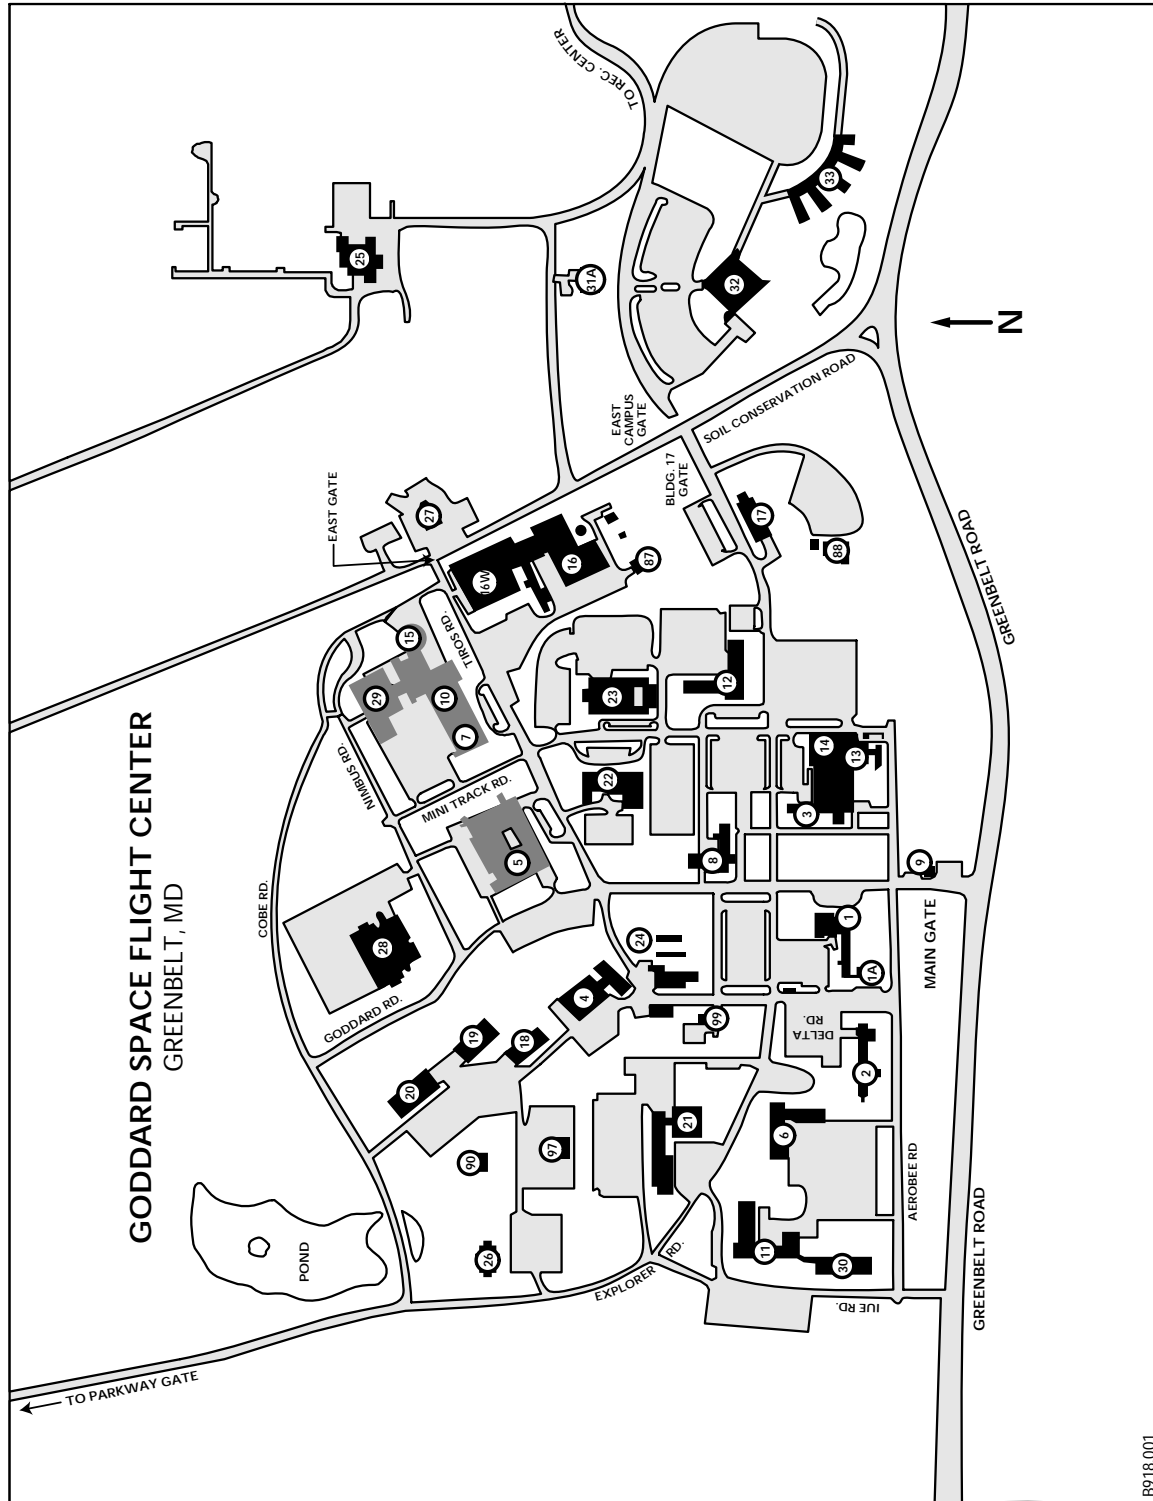 GODDARD SPACE FLIGHT CENTER
GREENBELT, MD
TO PARKWAY GATE
POND
COBE RD.
NIMBUS RD.
GODDARD RD.
MINI TRACK RD.
TIROS RD.
EAST GATE
EAST
CAMPUS
GATE
BLDG. 17
GATE
TO REC. CENTER
SOIL CONSERVATION ROAD
GREENBELT ROAD
GREENBELT ROAD
MAIN GATE
AEROBEE RD
DELTA
RD.
EXPLORER RD.
IUE RD.
N
25
31A
32
33
27
16W
16
87
17
88
15
29
10
7
23
12
22
14
13
3
8
5
9
28
24
1
1A
4
19
18
20
99
2
6
21
90
97
26
11
30
B918.001